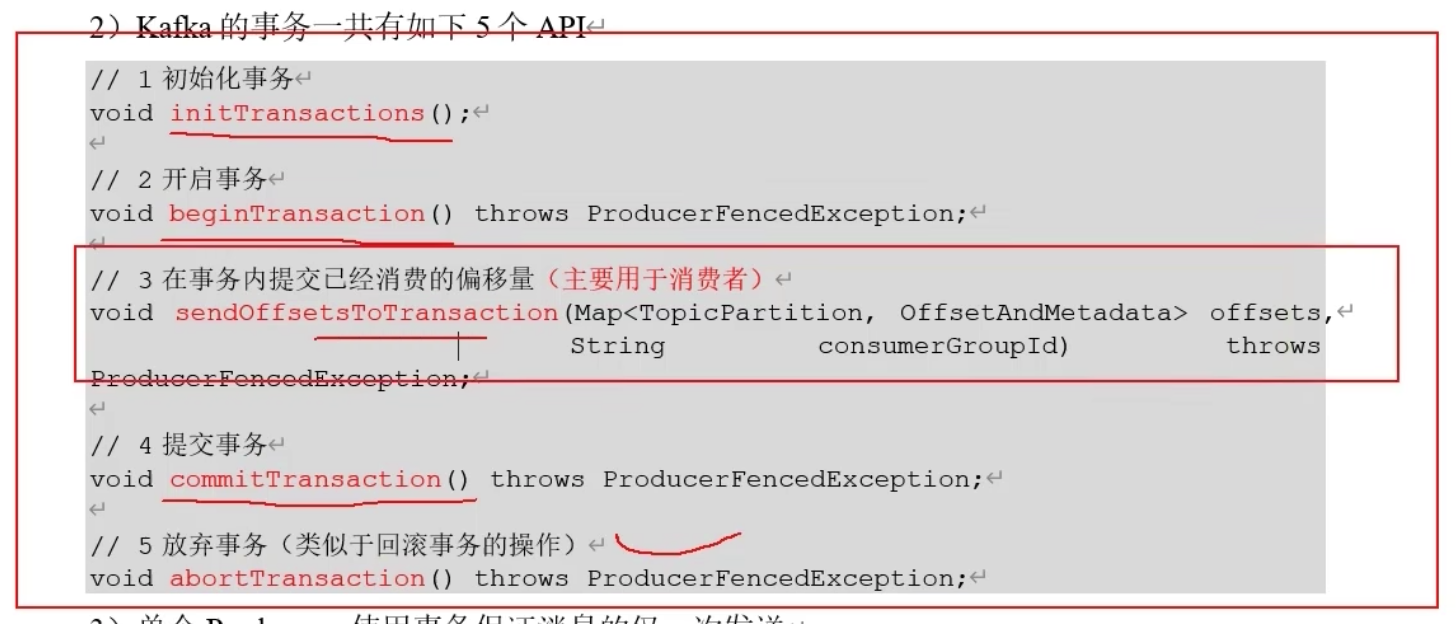 2）Kafka 的事务一共有如下 5 个 API↵
// 1 初始化事务↵
void initTransactions();↵
↵
// 2 开启事务↵
void beginTransaction() throws ProducerFencedException;↵
↵
// 3 在事务内提交已经消费的偏移量（主要用于消费者）↵
void sendOffsetsToTransaction(Map<TopicPartition, OffsetAndMetadata> offsets,↵
String consumerGroupId) throws
ProducerFencedException;↵
↵
// 4 提交事务↵
void commitTransaction() throws ProducerFencedException;↵
↵
// 5 放弃事务（类似于回滚事务的操作）↵
void abortTransaction() throws ProducerFencedException;↵
3）单个 Producer，使用事务保证消息的仅一次发送↵